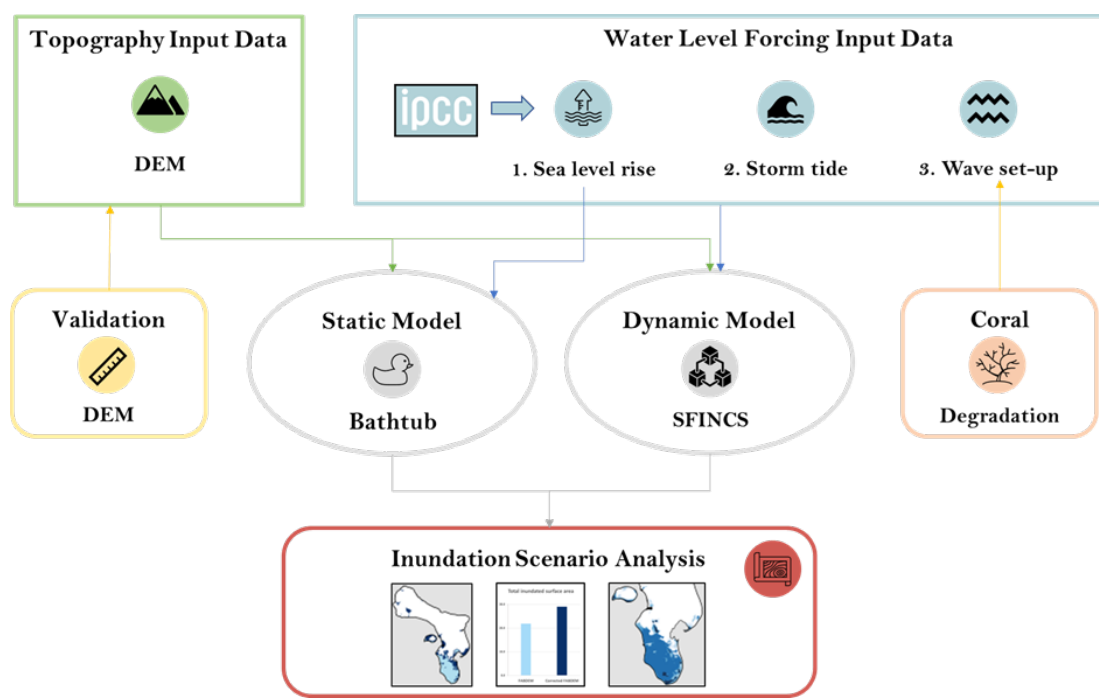 Topography Input Data
DEM
Water Level Forcing Input Data
ipcc
1. Sea level rise
2. Storm tide
3. Wave set-up
Validation
DEM
Static Model
Bathtub
Dynamic Model
SFINCS
Coral
Degradation
Inundation Scenario Analysis
Total inundated surface area